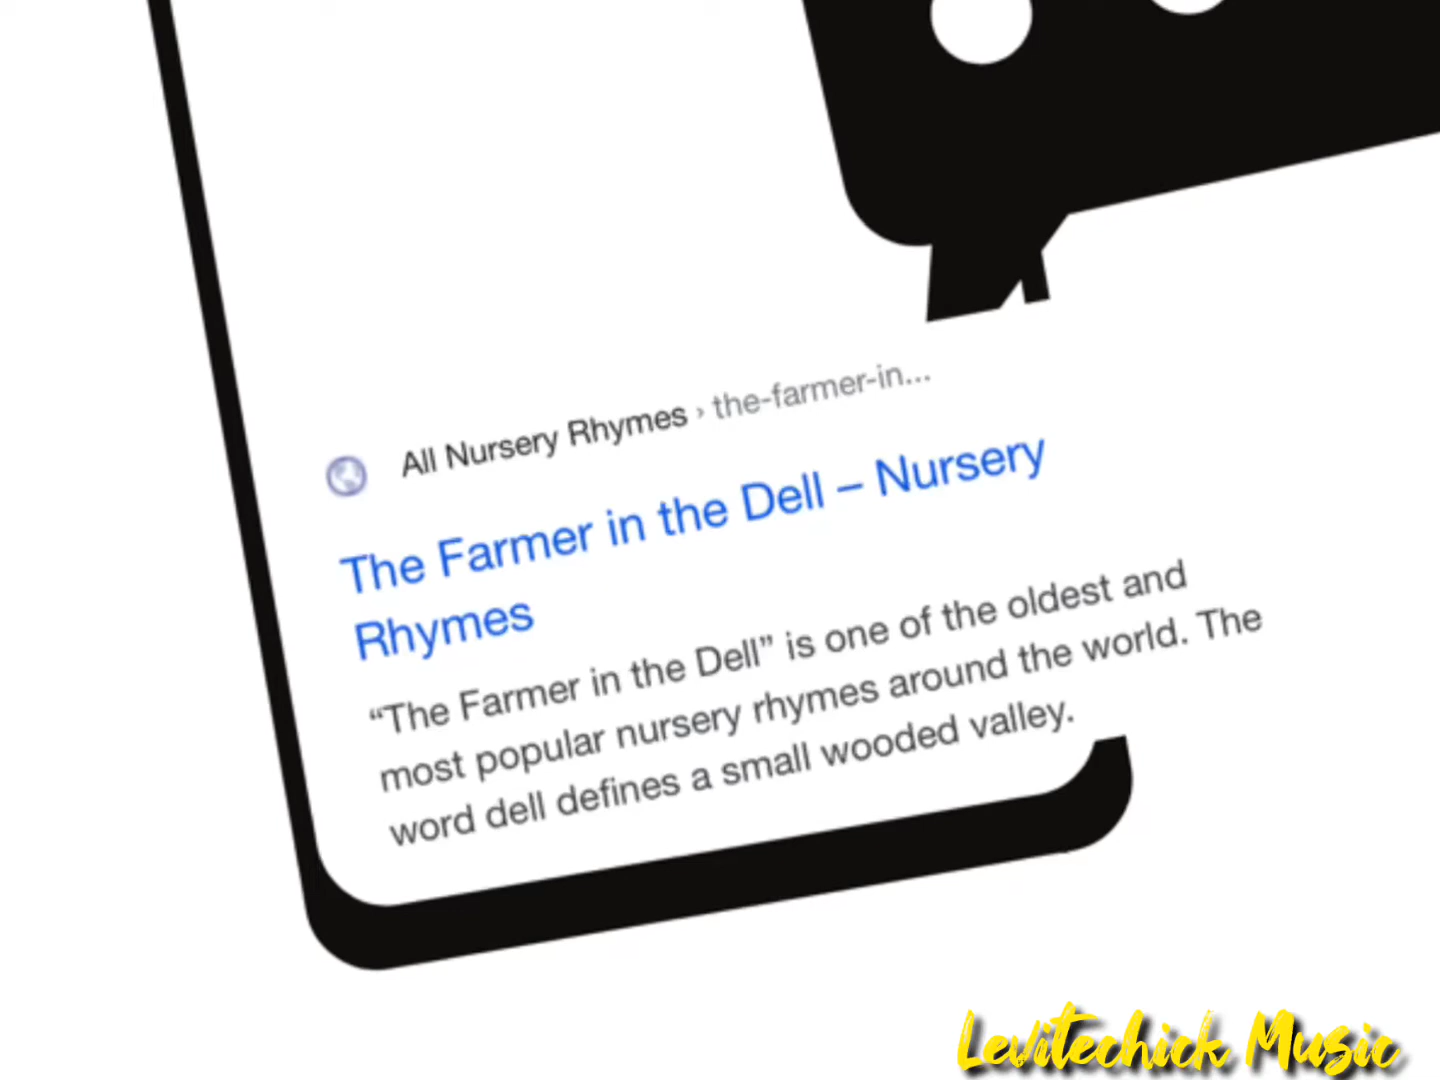 All Nursery Rhymes › the-farmer-in...
The Farmer in the Dell – Nursery
Rhymes
“The Farmer in the Dell” is one of the oldest and
most popular nursery rhymes around the world. The
word dell defines a small wooded valley.
Levitechick Music